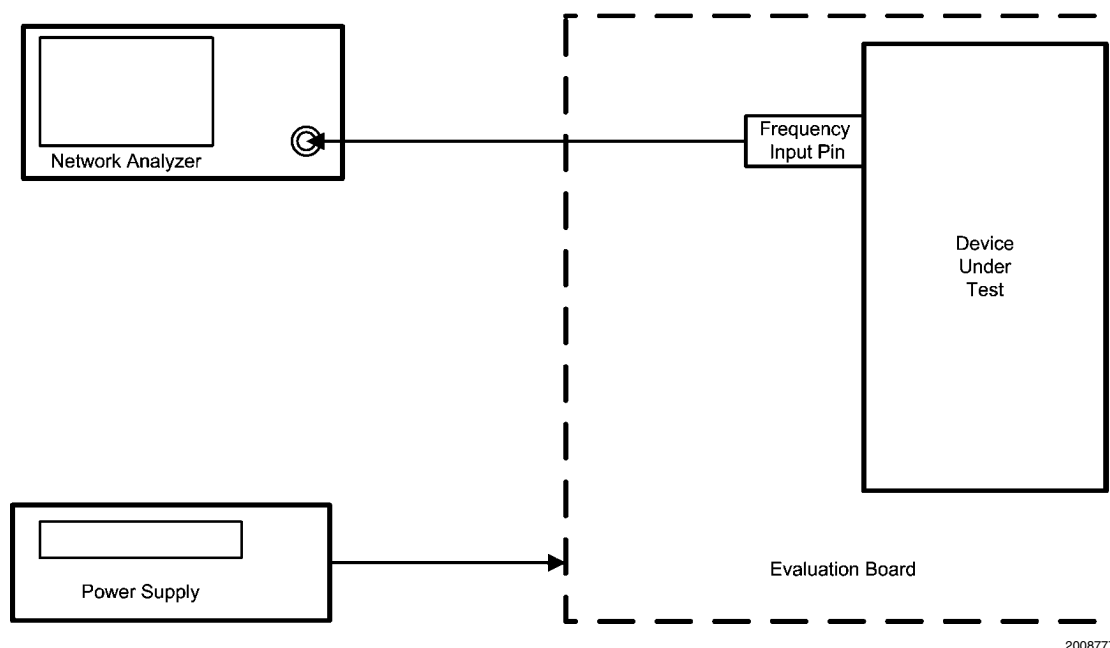 Network Analyzer
Frequency
Input Pin
Device
Under
Test
Power Supply
Evaluation Board